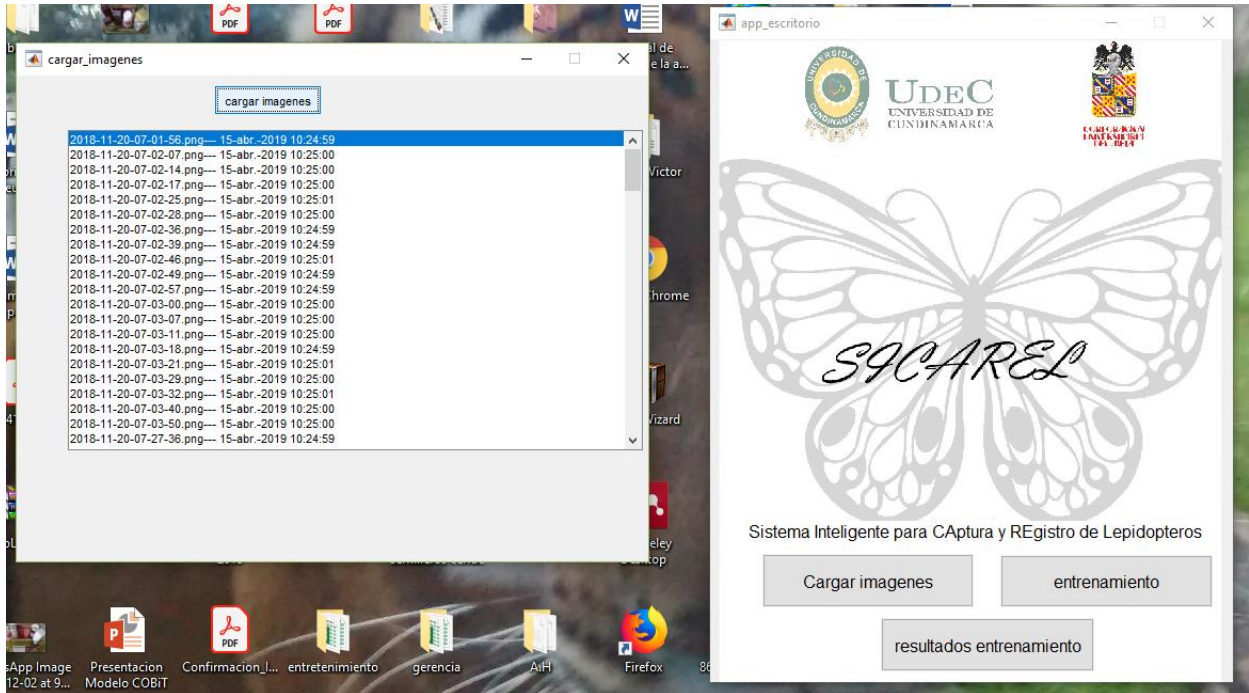 PDF
PDF
cargar_imagenes
cargar imagenes
2018-11-20-07-01-56.png--- 15-abr.-2019 10:24:59
2018-11-20-07-02-07.png--- 15-abr.-2019 10:25:00
2018-11-20-07-02-14.png--- 15-abr.-2019 10:25:00
2018-11-20-07-02-17.png--- 15-abr.-2019 10:25:00
2018-11-20-07-02-25.png--- 15-abr.-2019 10:25:01
2018-11-20-07-02-28.png--- 15-abr.-2019 10:25:00
2018-11-20-07-02-36.png--- 15-abr.-2019 10:24:59
2018-11-20-07-02-39.png--- 15-abr.-2019 10:24:59
2018-11-20-07-02-46.png--- 15-abr.-2019 10:25:01
2018-11-20-07-02-49.png--- 15-abr.-2019 10:24:59
2018-11-20-07-02-57.png--- 15-abr.-2019 10:24:59
2018-11-20-07-03-00.png--- 15-abr.-2019 10:25:00
2018-11-20-07-03-07.png--- 15-abr.-2019 10:25:00
2018-11-20-07-03-11.png--- 15-abr.-2019 10:25:00
2018-11-20-07-03-18.png--- 15-abr.-2019 10:24:59
2018-11-20-07-03-21.png--- 15-abr.-2019 10:25:01
2018-11-20-07-03-29.png--- 15-abr.-2019 10:25:00
2018-11-20-07-03-32.png--- 15-abr.-2019 10:25:01
2018-11-20-07-03-40.png--- 15-abr.-2019 10:25:00
2018-11-20-07-03-50.png--- 15-abr.-2019 10:25:00
2018-11-20-07-27-36.png--- 15-abr.-2019 10:24:59
al de
e la a...
Victor
hrome
izard
eley
app_escritorio
UDEC
UNIVERSIDAD DE
CUNDINAMARCA
SICAREL
Sistema Inteligente para CAptura y REgistro de Lepidopteros
Cargar imagenes
entrenamiento
resultados entrenamiento
PDF
sApp Image
12-02 at 9...
Presentacion
Modelo COBiT
Confirmacion_I...
entretenimiento
gerencia
A:H
Firefox
86